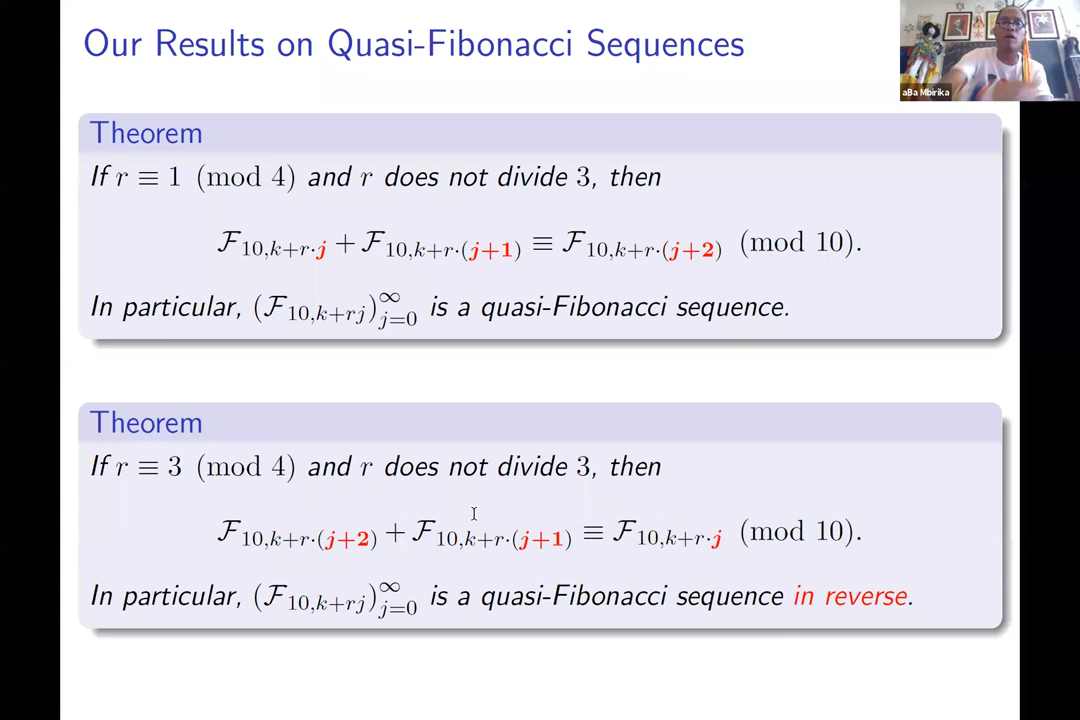 Our Results on Quasi-Fibonacci Sequences
aBa Mbirika
Theorem
If r ≡ 1 (mod 4) and r does not divide 3, then
ℱ₁₀,ₖ₊ᵣ·ⱼ + ℱ₁₀,ₖ₊ᵣ·₍ⱼ₊₁₎ ≡ ℱ₁₀,ₖ₊ᵣ·₍ⱼ₊₂₎ (mod 10).
In particular, (ℱ₁₀,ₖ₊ᵣⱼ)_{j=0}^{∞} is a quasi-Fibonacci sequence.
Theorem
If r ≡ 3 (mod 4) and r does not divide 3, then
ℱ₁₀,ₖ₊ᵣ·₍ⱼ₊₂₎ + ℱ₁₀,ₖ₊ᵣ·₍ⱼ₊₁₎ ≡ ℱ₁₀,ₖ₊ᵣ·ⱼ (mod 10).
In particular, (ℱ₁₀,ₖ₊ᵣⱼ)_{j=0}^{∞} is a quasi-Fibonacci sequence in reverse.